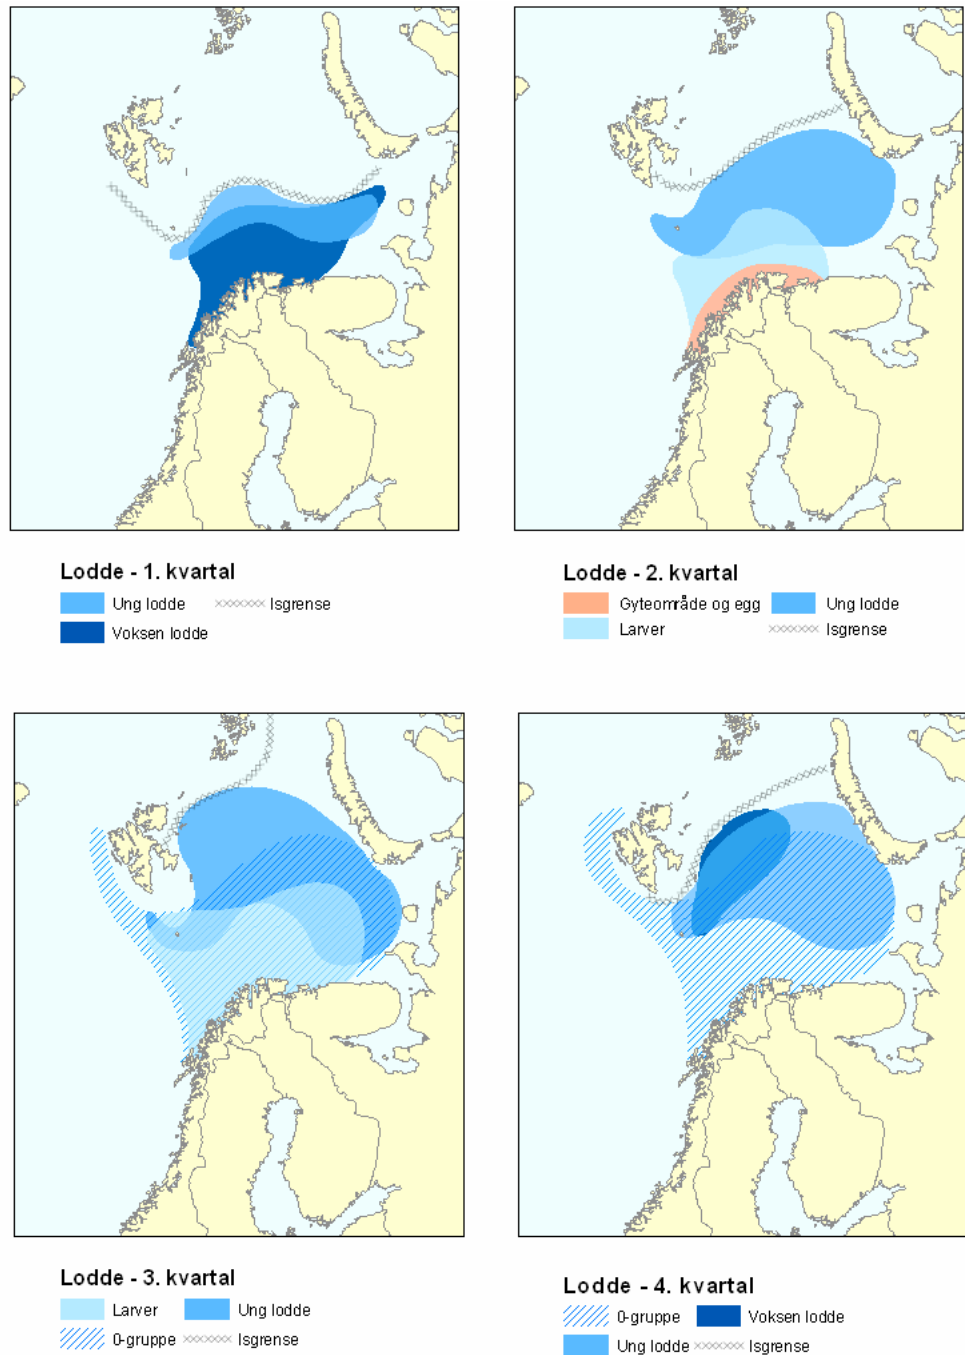 Lodde - 1. kvartal
Ung lodde Isgrense
Voksen lodde
Lodde - 2. kvartal
Gyteområde og egg Ung lodde
Larver Isgrense
Lodde - 3. kvartal
Larver Ung lodde
0-gruppe Isgrense
Lodde - 4. kvartal
0-gruppe Voksen lodde
Ung lodde Isgrense